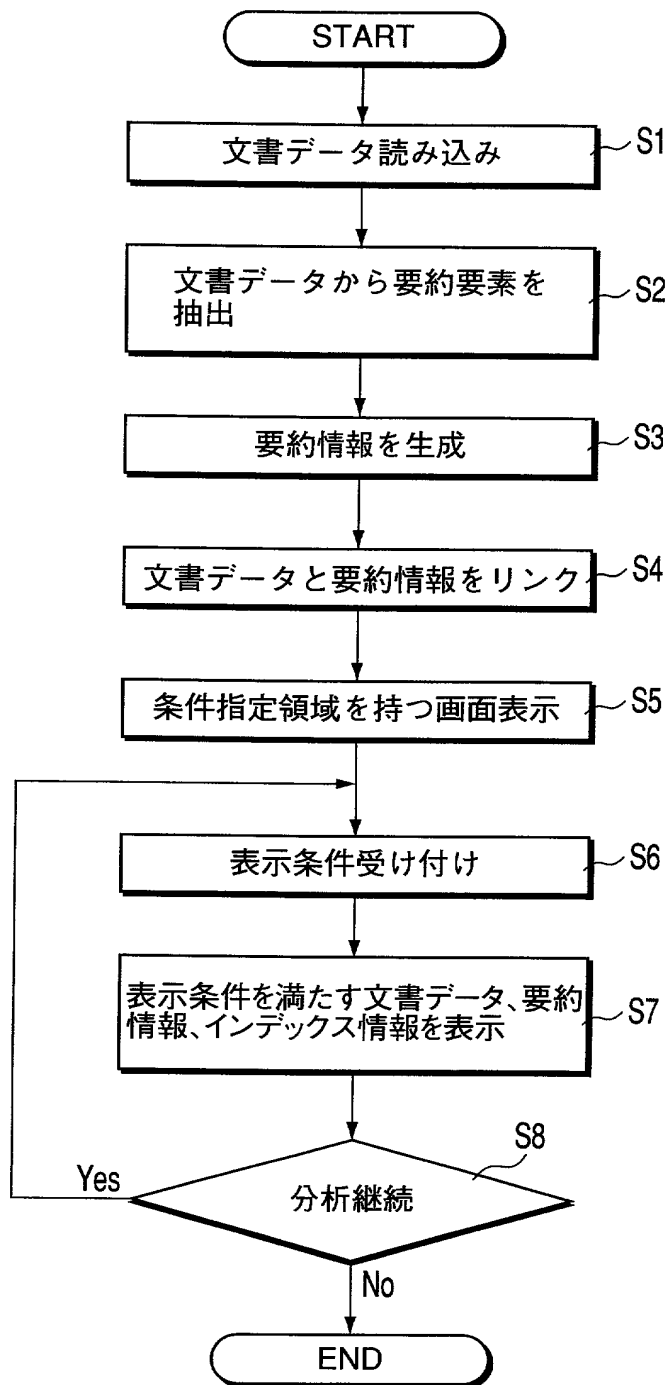 START
文書データ読み込み
S1
文書データから要約要素を
抽出
S2
要約情報を生成
S3
文書データと要約情報をリンク
S4
条件指定領域を持つ画面表示
S5
表示条件受け付け
S6
表示条件を満たす文書データ、要約
情報、インデックス情報を表示
S7
S8
分析継続
Yes
No
END